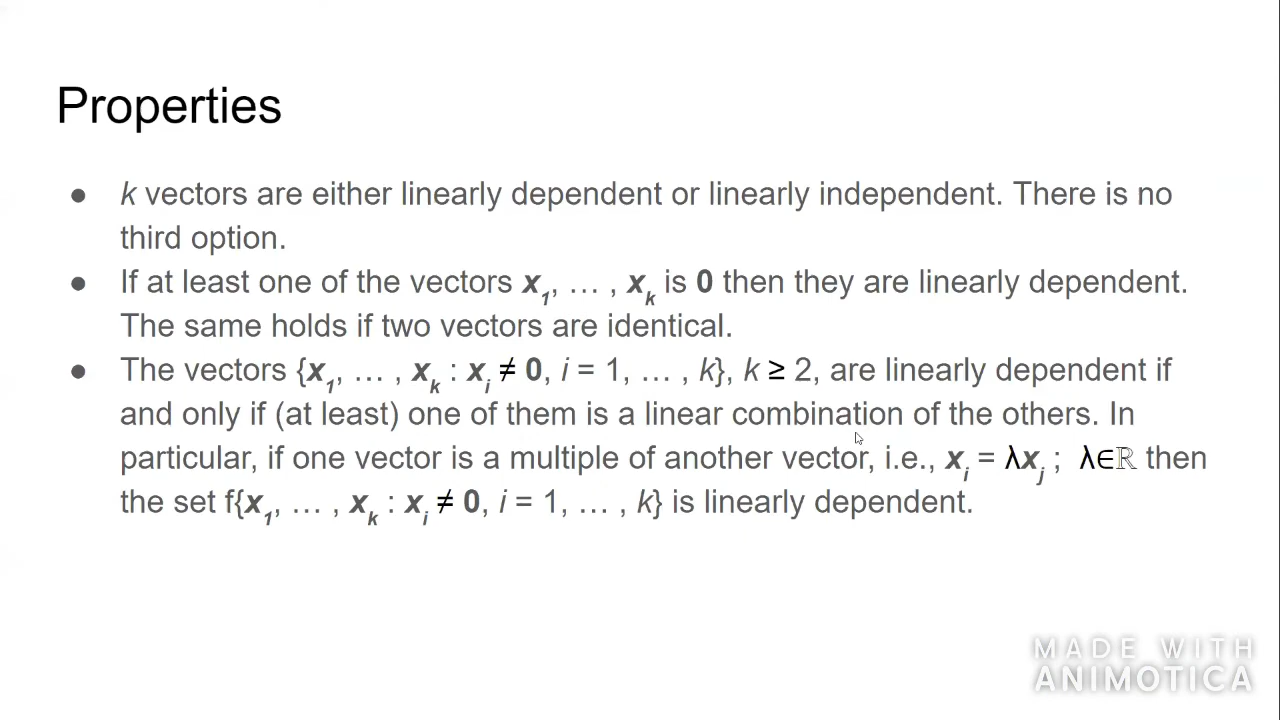 Properties
● k vectors are either linearly dependent or linearly independent. There is no
third option.
● If at least one of the vectors x₁, … , xₖ is 0 then they are linearly dependent.
The same holds if two vectors are identical.
● The vectors {x₁, … , xₖ : xᵢ ≠ 0, i = 1, … , k}, k ≥ 2, are linearly dependent if
and only if (at least) one of them is a linear combination of the others. In
particular, if one vector is a multiple of another vector, i.e., xᵢ = λxⱼ ; λ∈ℝ then
the set f{x₁, … , xₖ : xᵢ ≠ 0, i = 1, … , k} is linearly dependent.
MADE WITH
ANIMOTICA